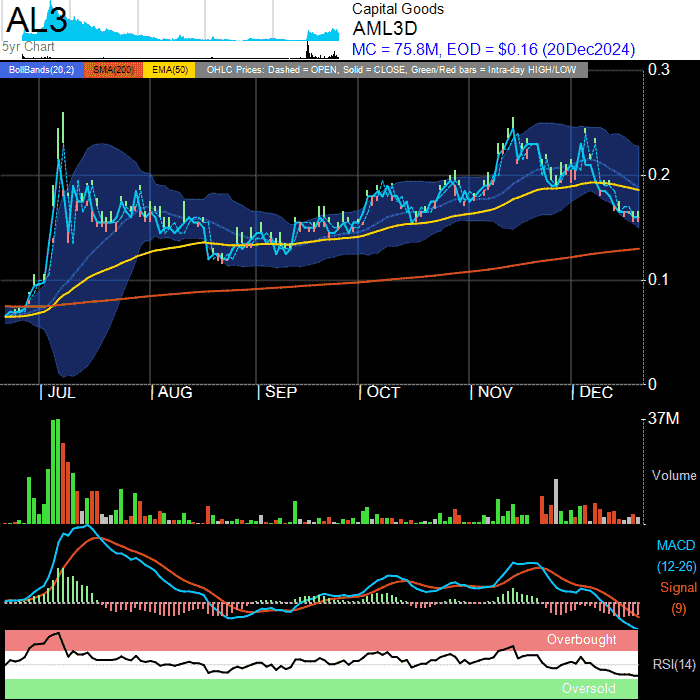 AL3
Capital Goods
AML3D
5yr Chart
MC = 75.8M, EOD = $0.16 (20Dec2024)
BollBands(20,2) SMA(200) EMA(50) OHLC Prices: Dashed = OPEN, Solid = CLOSE, Green/Red bars = Intra-day HIGH/LOW
0.3
0.2
0.1
0
JUL AUG SEP OCT NOV DEC
37M
Volume
MACD
(12-26)
Signal
(9)
Overbought
RSI(14)
Oversold